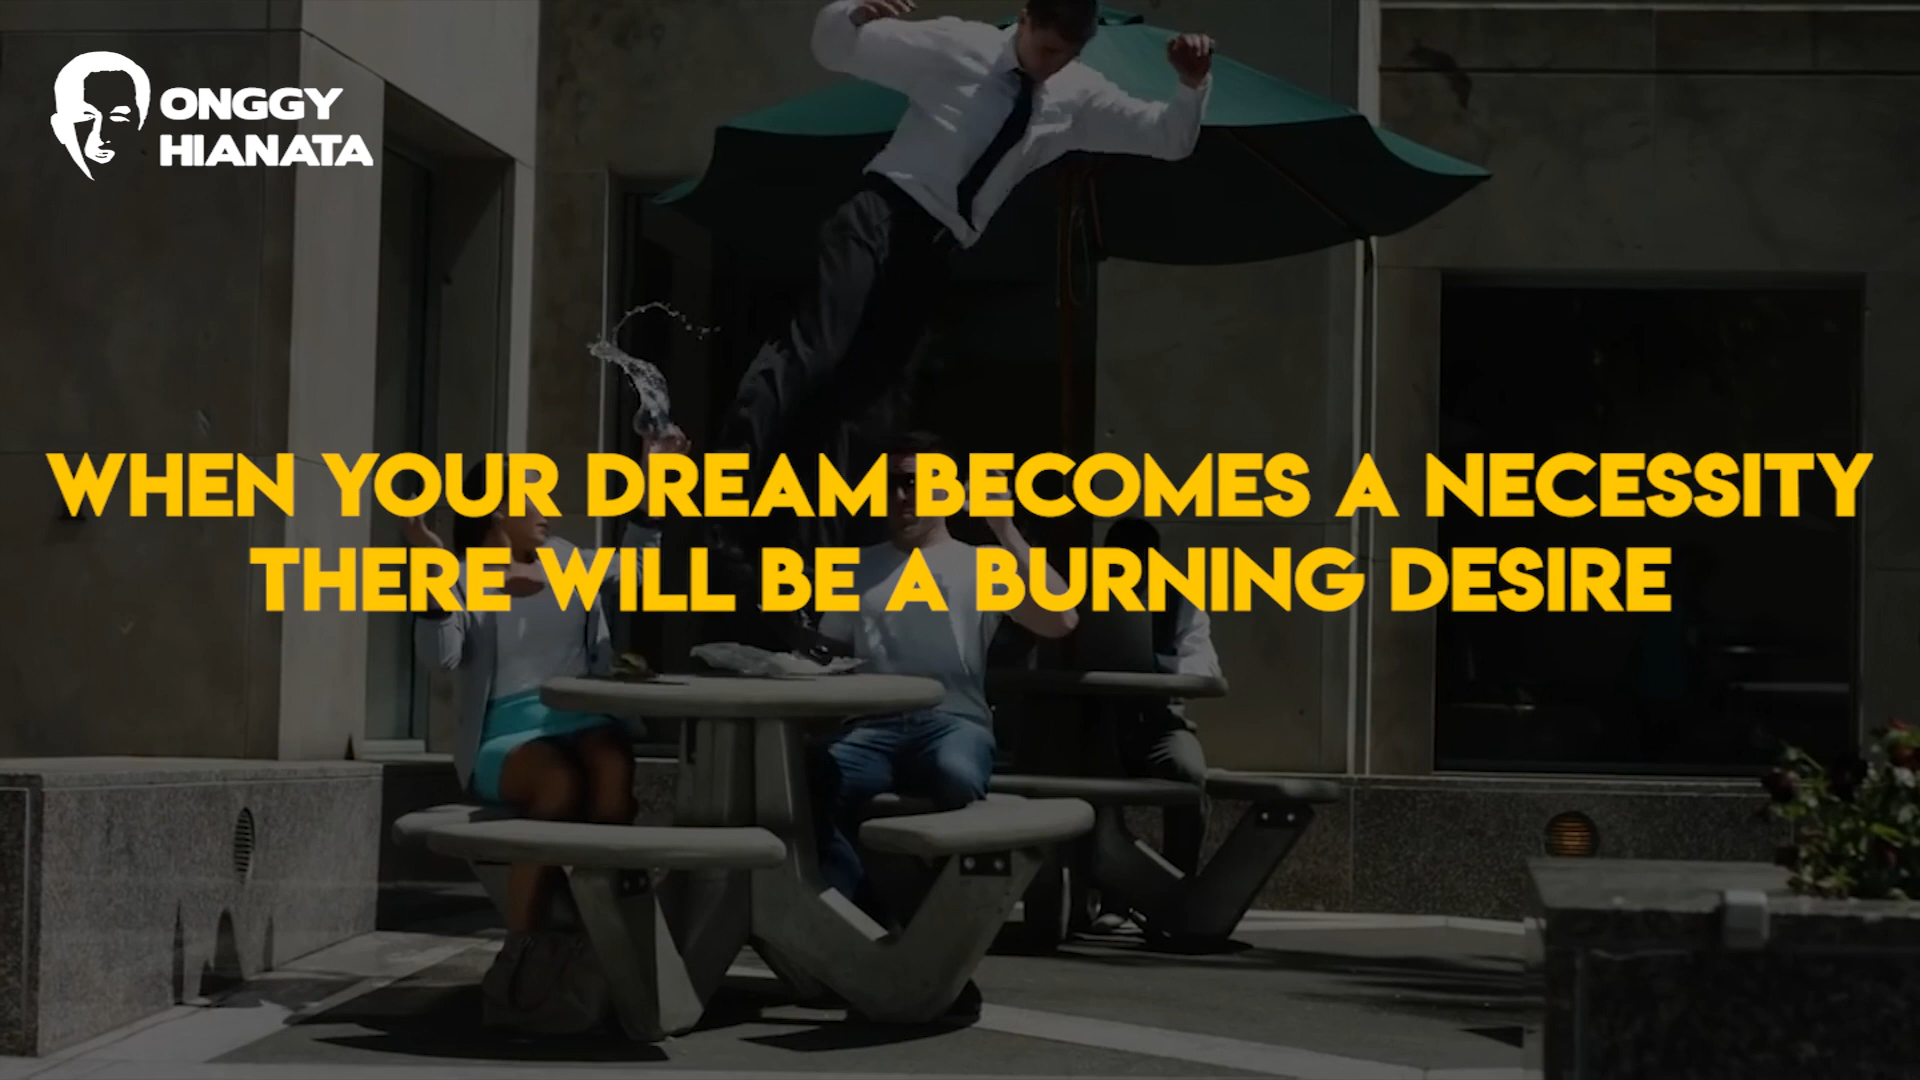 ONGGY
HIANATA
WHEN YOUR DREAM BECOMES A NECESSITY
THERE WILL BE A BURNING DESIRE